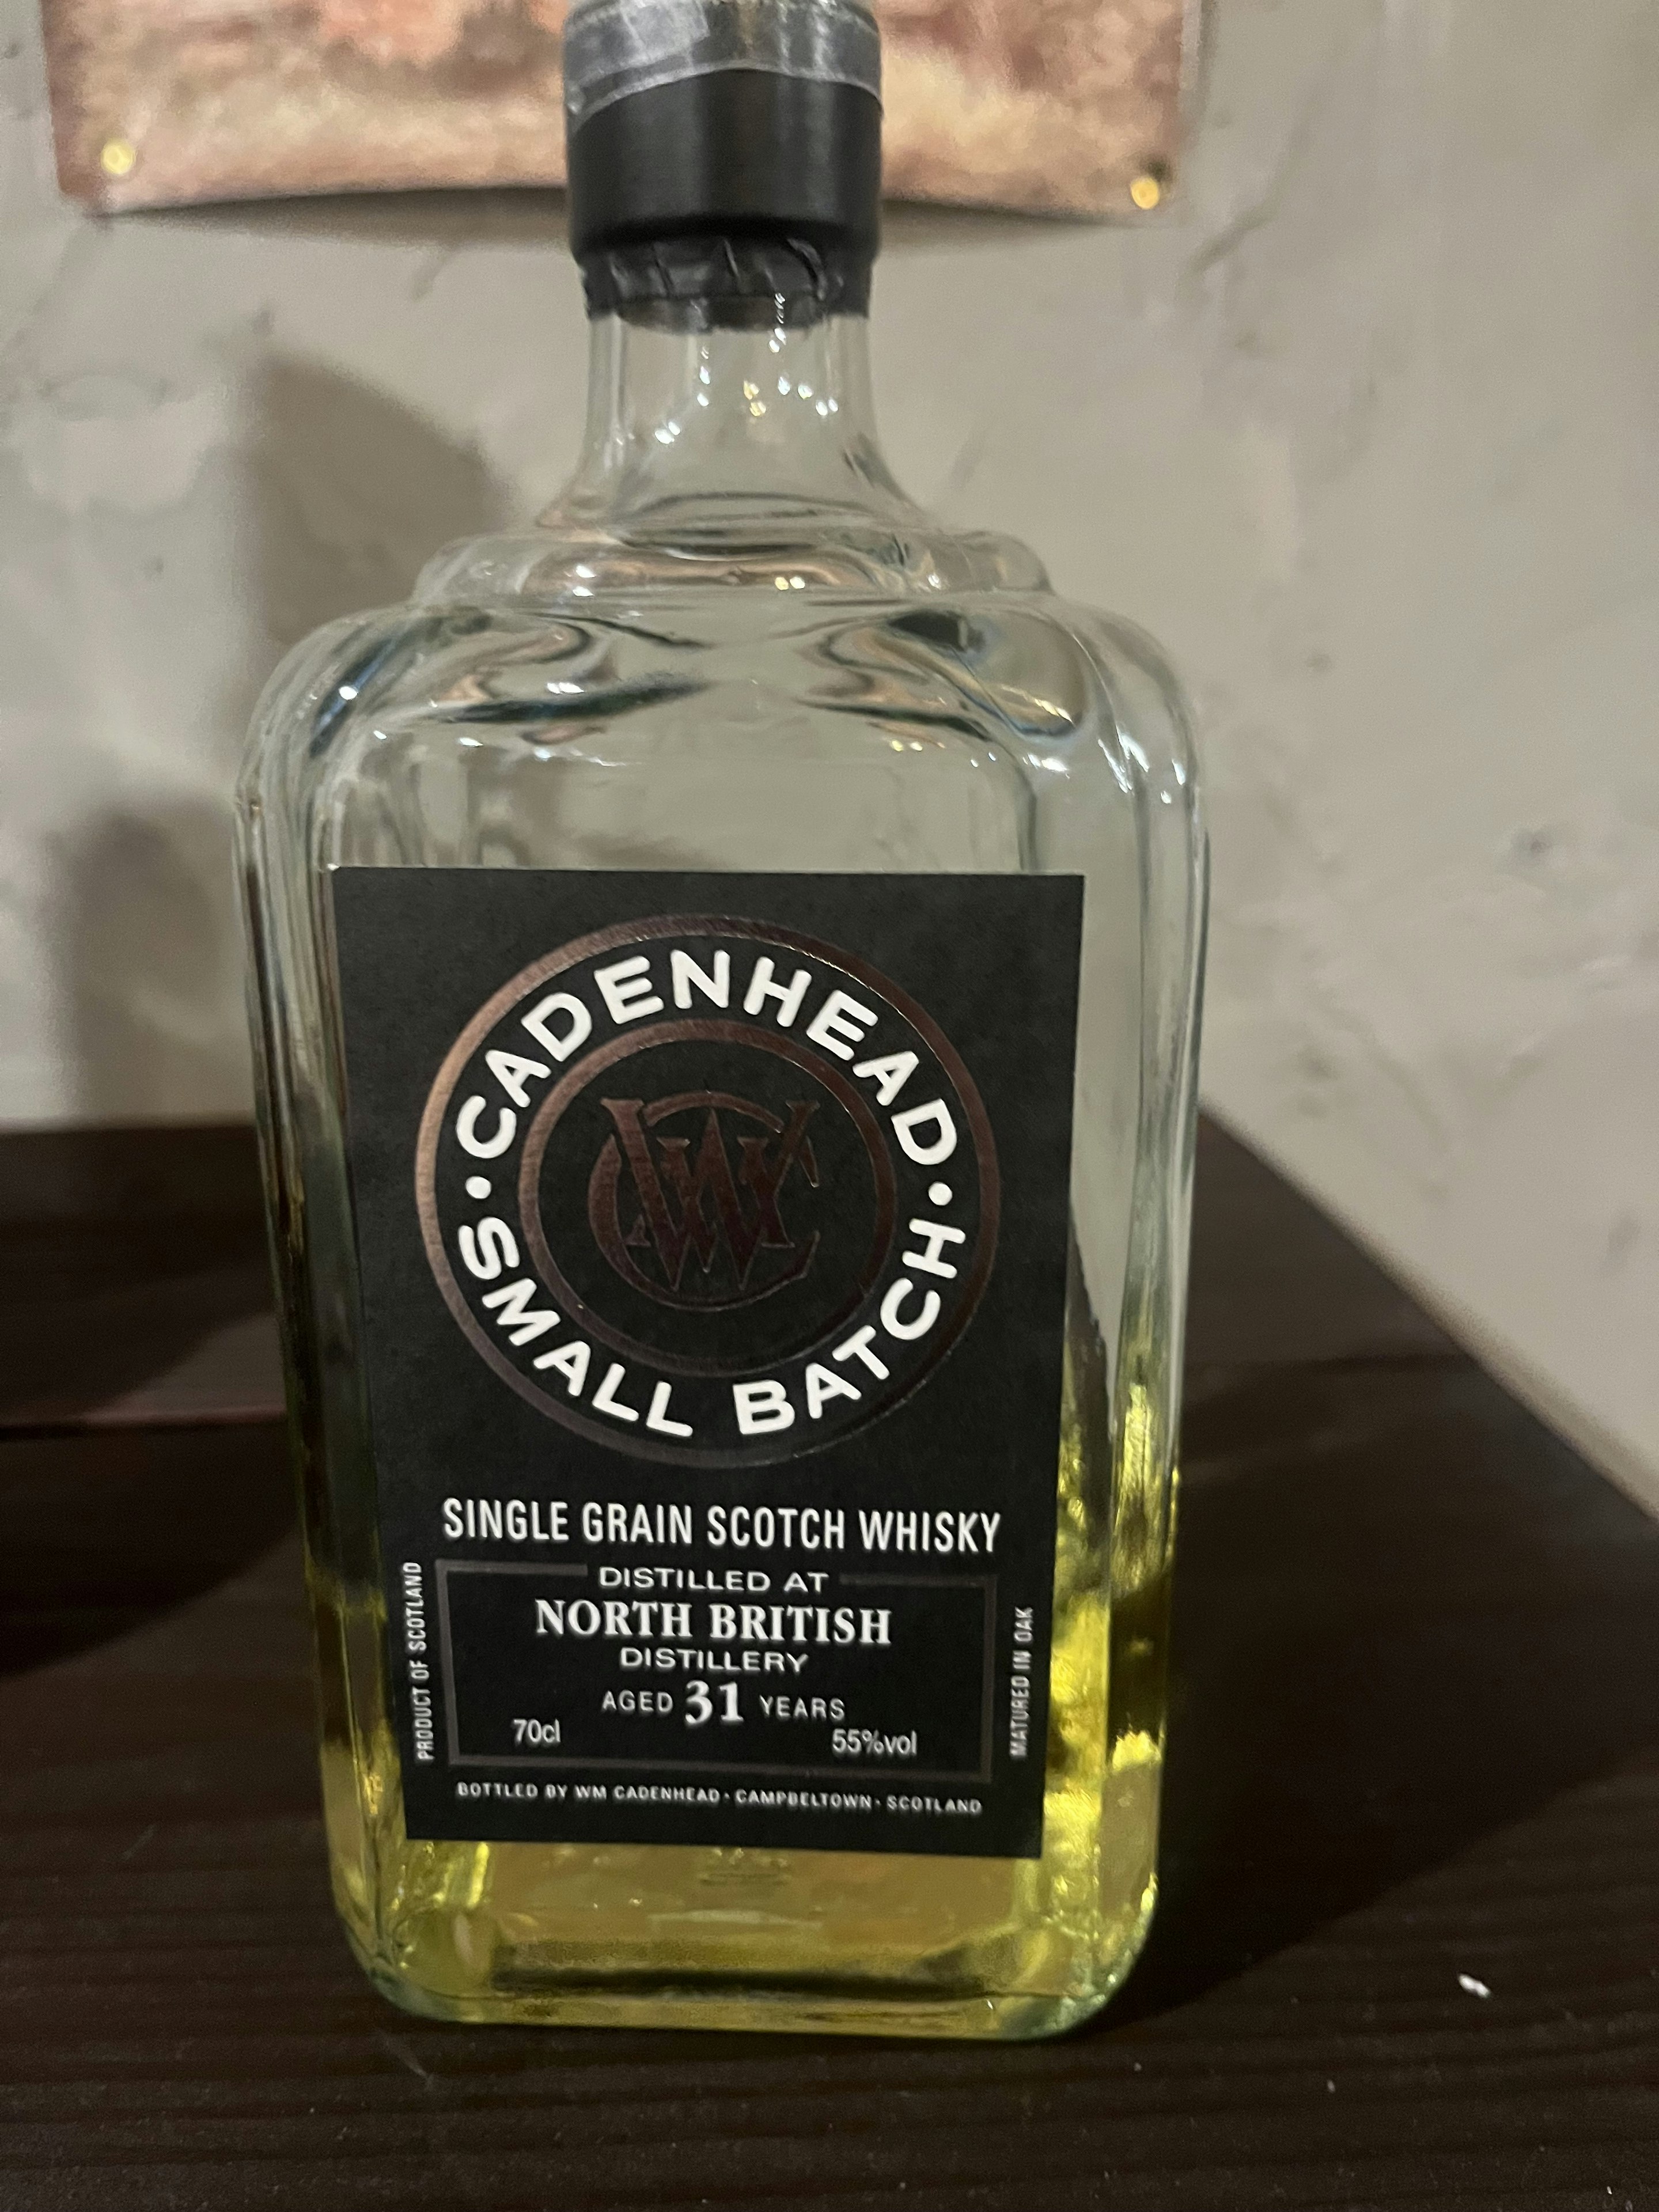 CADENHEAD
SMALL BATCH
WC
SINGLE GRAIN SCOTCH WHISKY
DISTILLED AT
NORTH BRITISH
DISTILLERY
AGED 31 YEARS
70cl 55%vol
PRODUCT OF SCOTLAND
MATURED IN OAK
BOTTLED BY WM CADENHEAD · CAMPBELTOWN · SCOTLAND